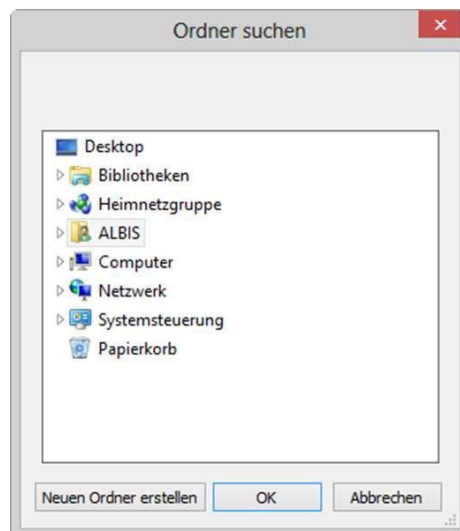 Ordner suchen
Desktop
Bibliotheken
Heimnetzgruppe
ALBIS
Computer
Netzwerk
Systemsteuerung
Papierkorb
Neuen Ordner erstellen OK Abbrechen